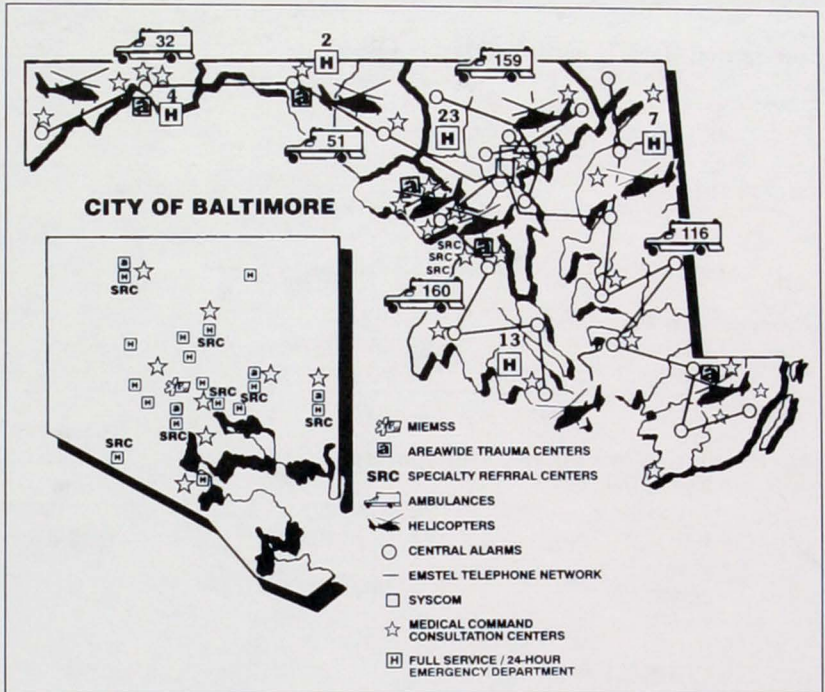 32
2
H
159
4
H
a
a
51
23
H
7
H
a
CITY OF BALTIMORE
SRC
SRC
SRC
a
116
160
13
H
a
a
H
SRC
H
H
SRC
H
H
H
H
H
H
SRC
H
H
a
H
SRC
a
H
SRC
a
H
SRC
SRC
H
H
MIEMSS
a AREAWIDE TRAUMA CENTERS
SRC SPECIALTY REFRRAL CENTERS
AMBULANCES
HELICOPTERS
CENTRAL ALARMS
EMSTEL TELEPHONE NETWORK
SYSCOM
MEDICAL COMMAND
CONSULTATION CENTERS
H FULL SERVICE / 24-HOUR
EMERGENCY DEPARTMENT